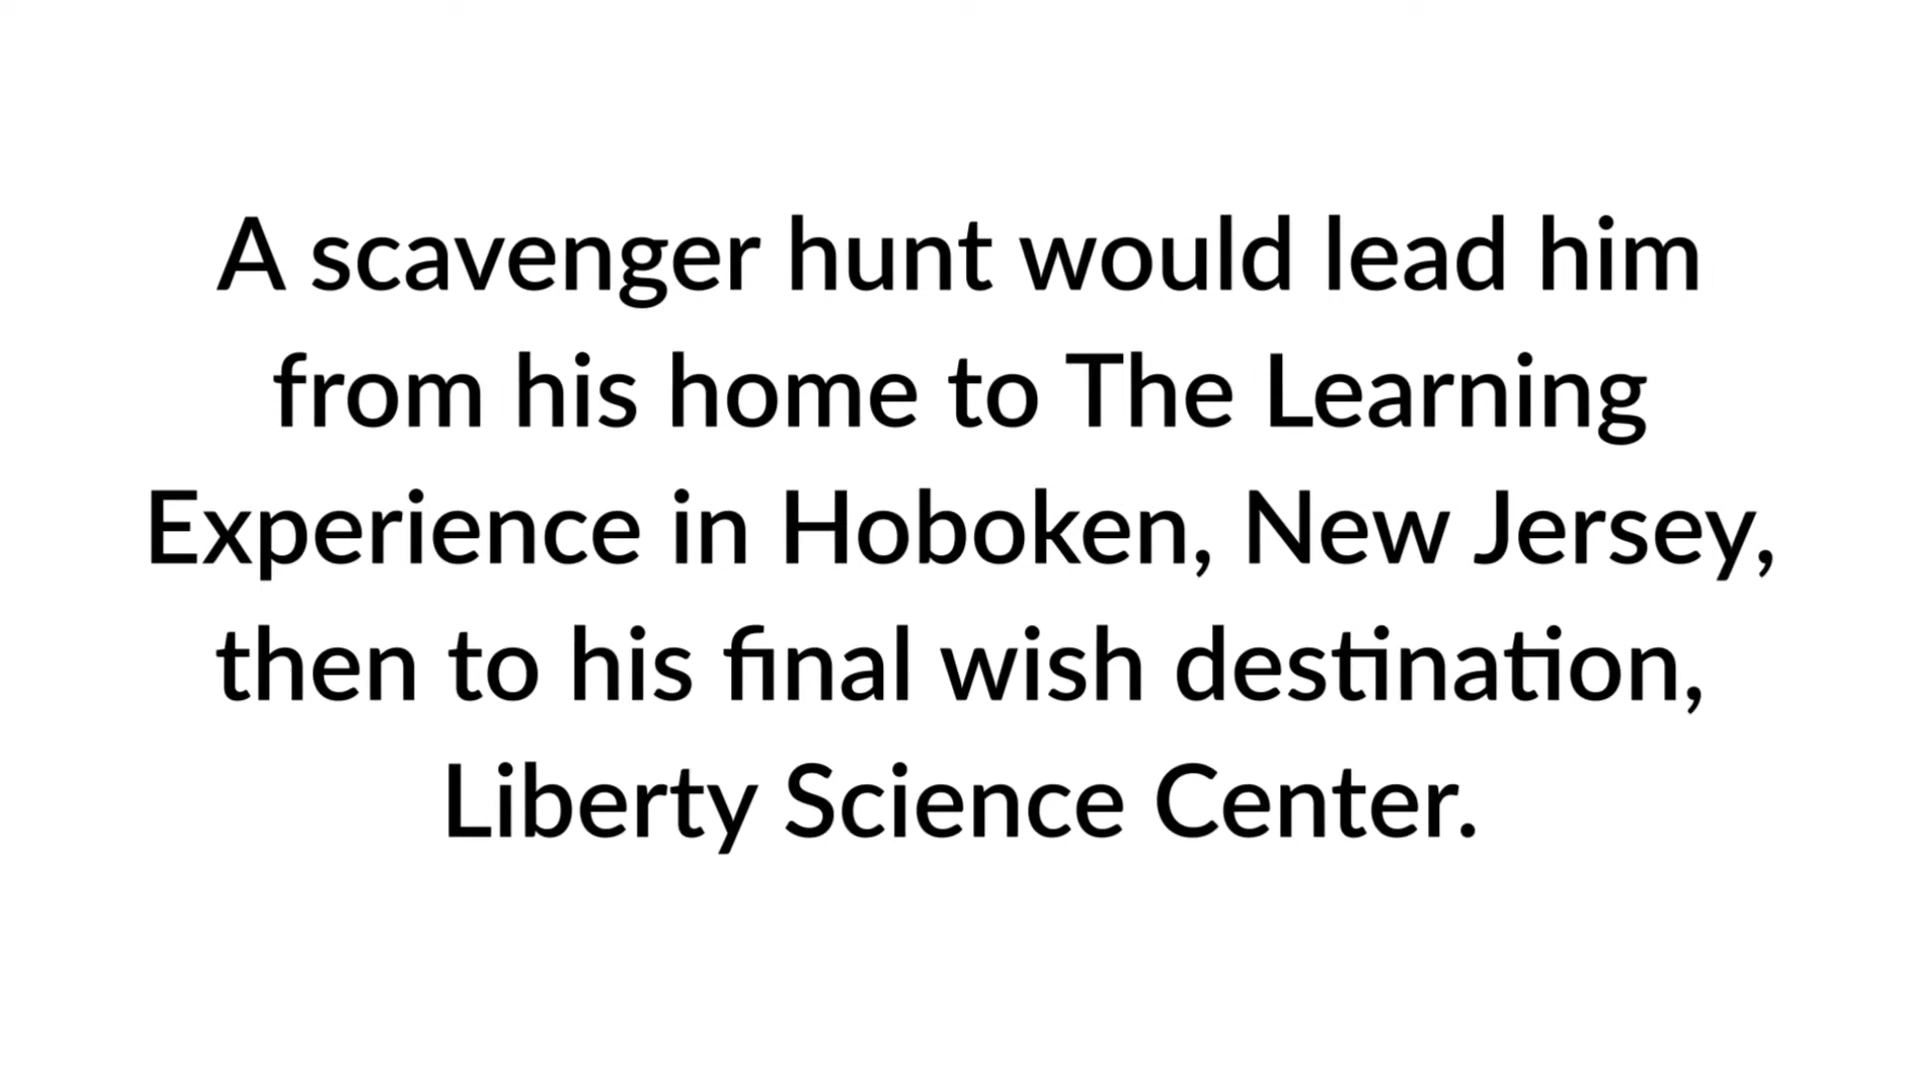 A scavenger hunt would lead him
from his home to The Learning
Experience in Hoboken, New Jersey,
then to his final wish destination,
Liberty Science Center.